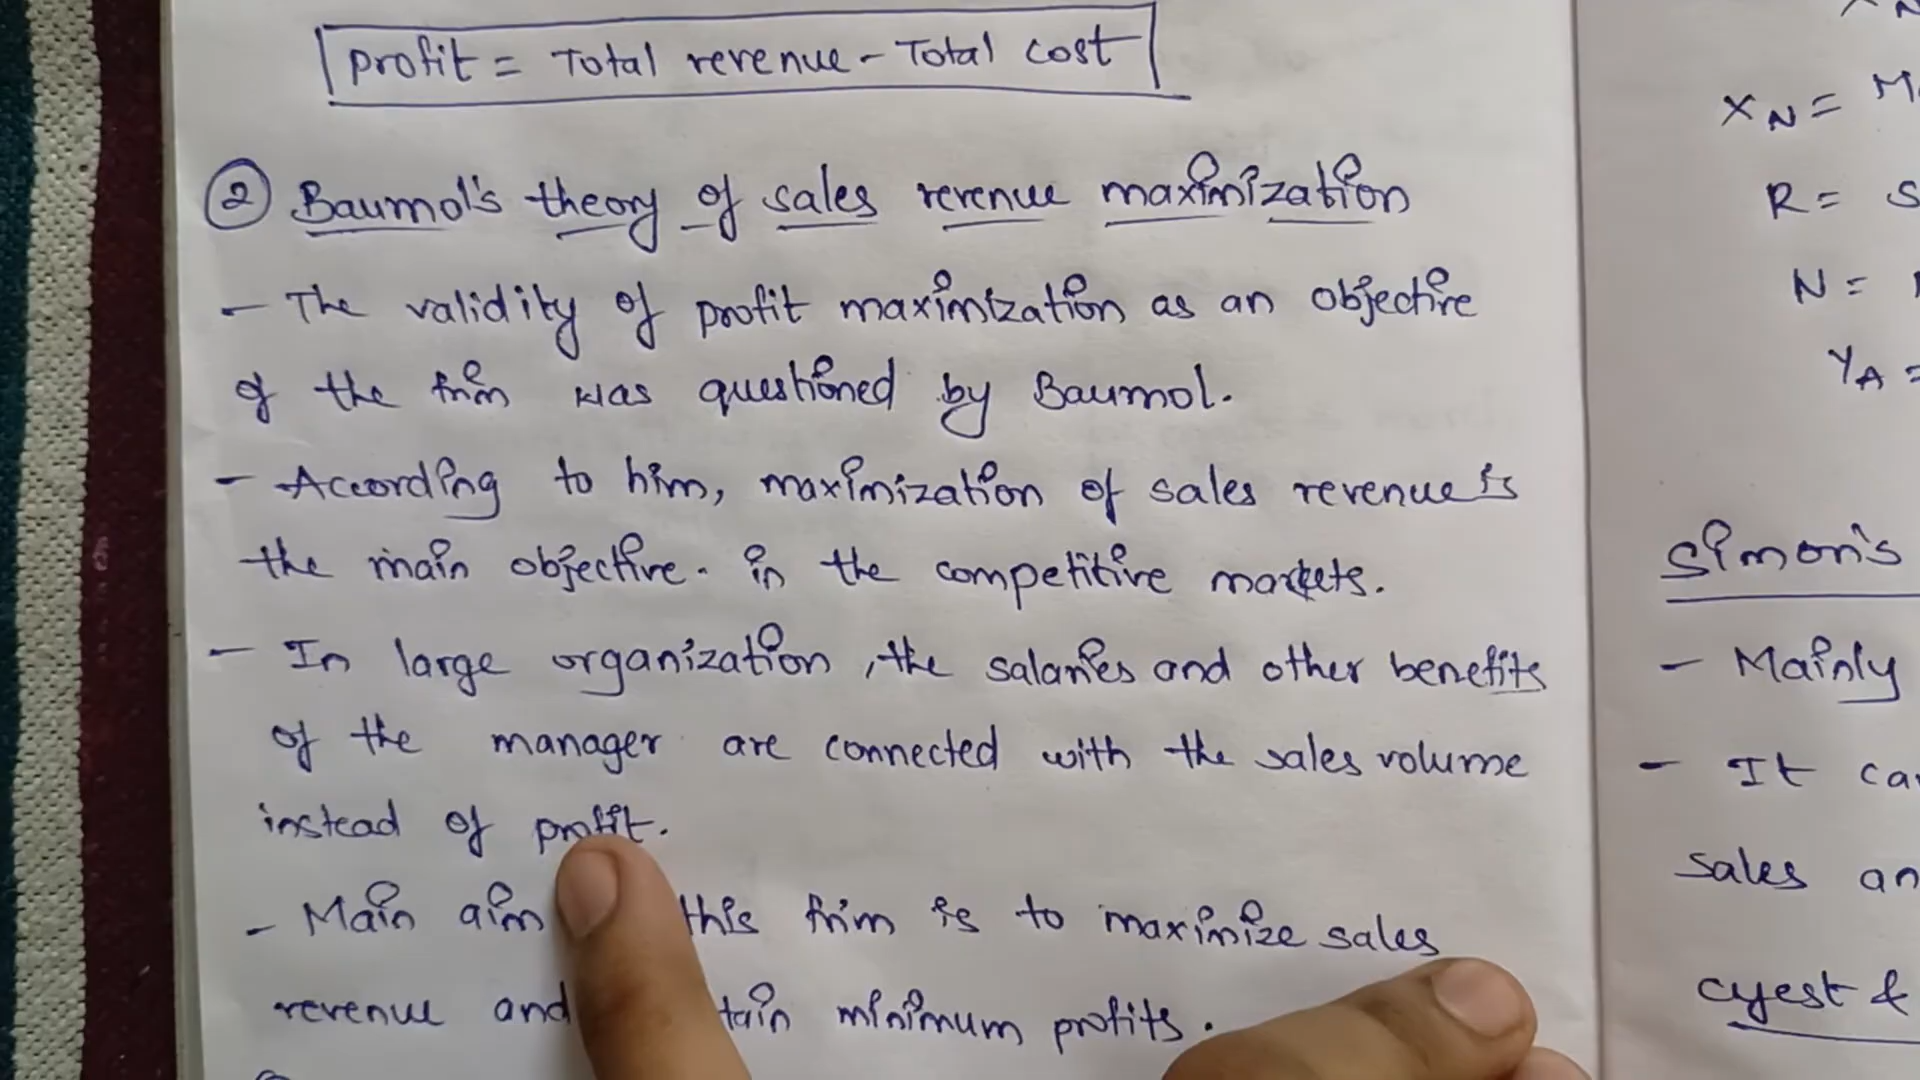 Profit = Total revenue - Total cost
② Baumol's theory of sales revenue maximization
- The validity of profit maximization as an objective
of the frim was questioned by Baumol.
- According to him, maximization of sales revenue is
the main objective. in the competitive markets.
- In large organization, the salaries and other benefits
of the manager are connected with the sales volume
instead of profit.
- Main aim this frim is to maximize sales
revenue and tain minimum profits.
XN =
R = S
N =
YA =
Simon's
- Mainly
- It
sales
cyest &